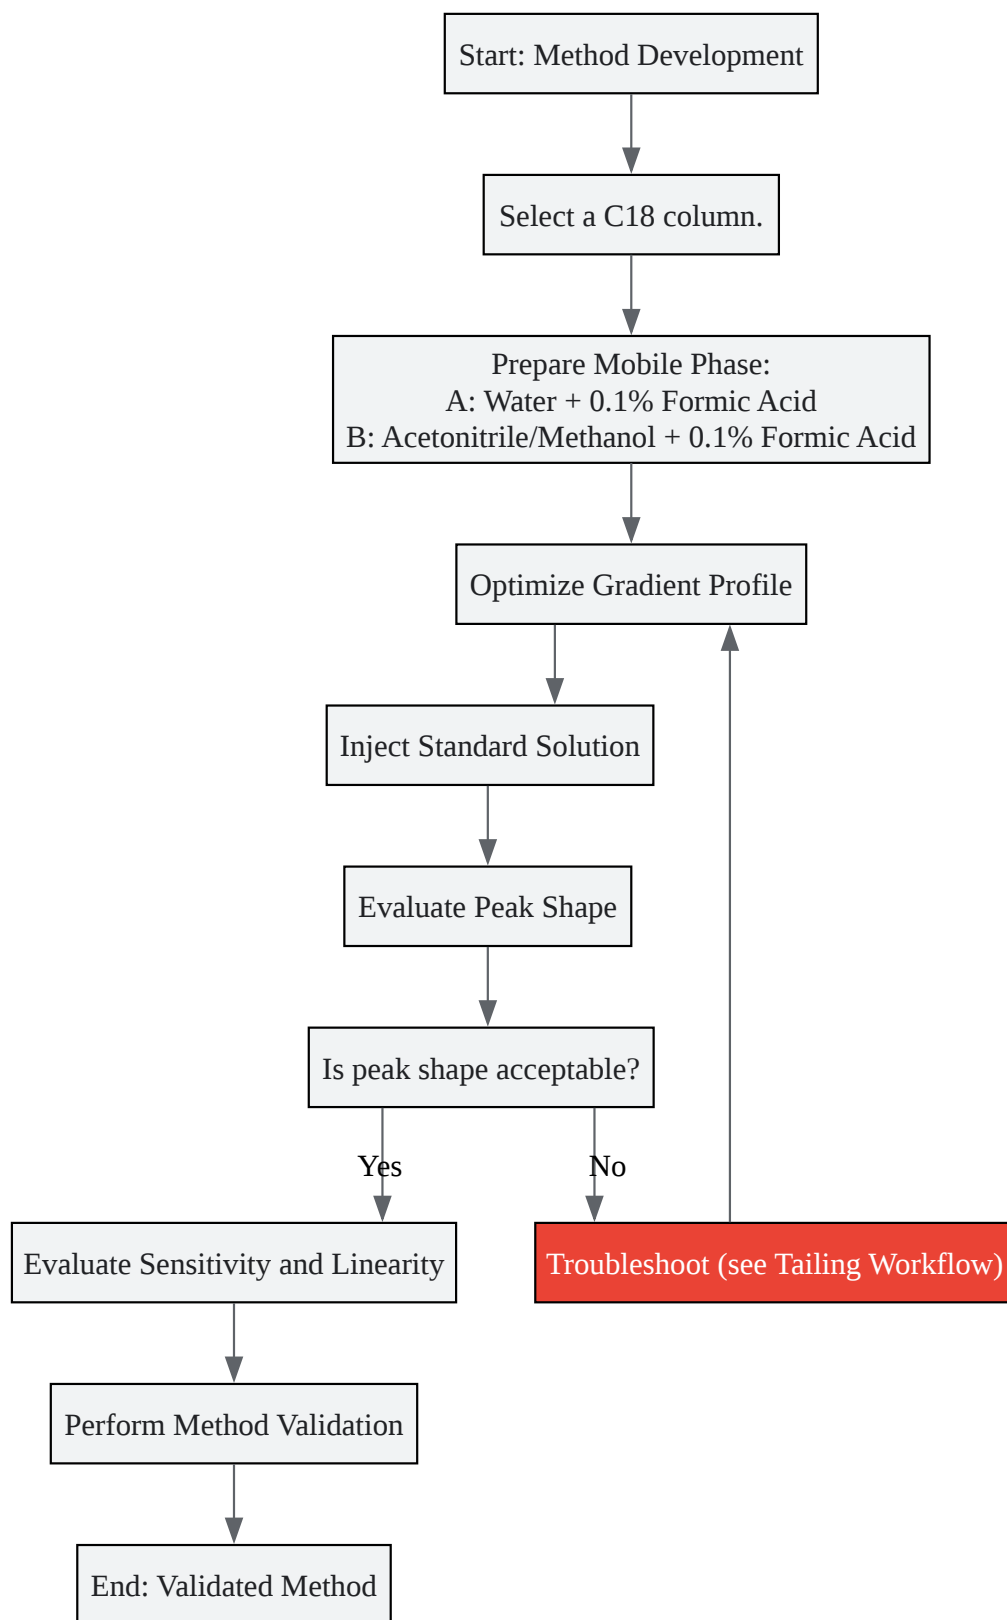 Start: Method Development
Select a C18 column.
Prepare Mobile Phase:
A: Water + 0.1% Formic Acid
B: Acetonitrile/Methanol + 0.1% Formic Acid
Optimize Gradient Profile
Inject Standard Solution
Evaluate Peak Shape
Is peak shape acceptable?
Yes
No
Evaluate Sensitivity and Linearity
Troubleshoot (see Tailing Workflow)
Perform Method Validation
End: Validated Method